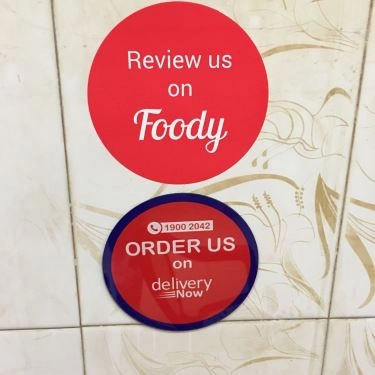 Review us
on
Foody
1900 2042
ORDER US
on
delivery
Now